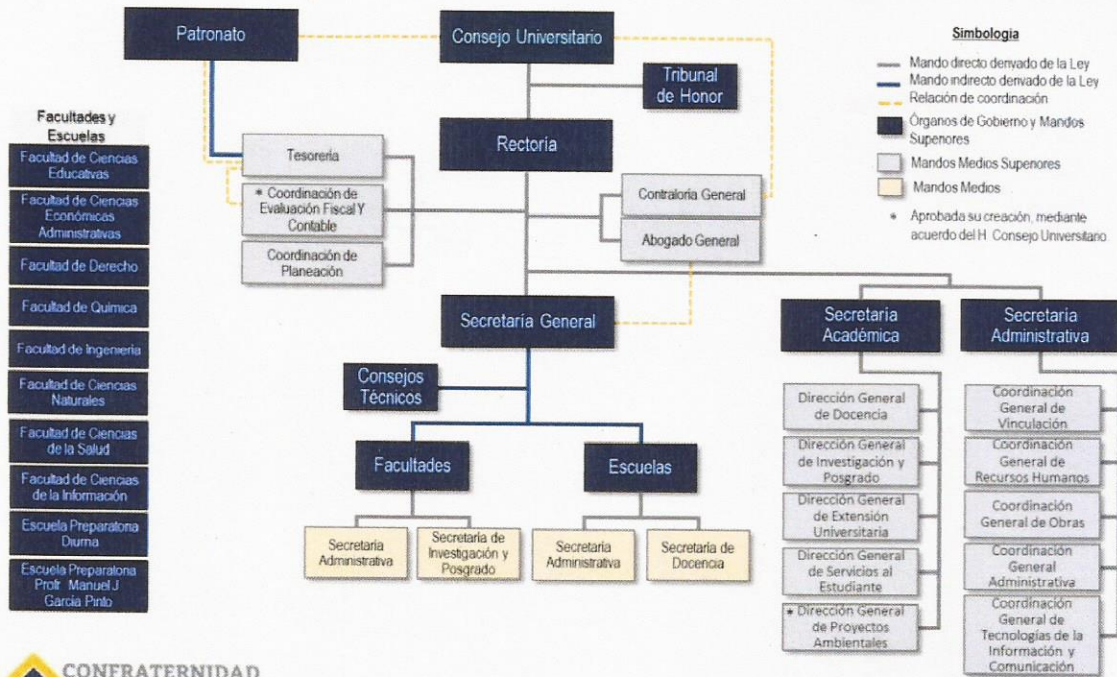 Patronato
Consejo Universitario
Tribunal
de Honor
Rectoría
Simbología
Mando directo derivado de la Ley
Mando indirecto derivado de la Ley
Relación de coordinación
Órganos de Gobierno y Mandos
Superiores
Mandos Medios Superiores
Mandos Medios
* Aprobada su creación, mediante
acuerdo del H Consejo Universitario
Facultades y
Escuelas
Facultad de Ciencias
Educativas
Facultad de Ciencias
Económicas
Administrativas
Facultad de Derecho
Facultad de Química
Facultad de Ingeniería
Facultad de Ciencias
Naturales
Facultad de Ciencias
de la Salud
Facultad de Ciencias
de la Información
Escuela Preparatoria
Diurna
Escuela Preparatoria
Profr. Manuel J
García Pinto
Tesorería
* Coordinación de
Evaluación Fiscal Y
Contable
Coordinación de
Planeación
Contraloría General
Abogado General
Secretaría General
Consejos
Técnicos
Facultades
Escuelas
Secretaría
Administrativa
Secretaría de
Investigación y
Posgrado
Secretaría
Administrativa
Secretaría de
Docencia
Secretaría
Académica
Dirección General
de Docencia
Dirección General
de Investigación y
Posgrado
Dirección General
de Extensión
Universitaria
Dirección General
de Servicios al
Estudiante
* Dirección General
de Proyectos
Ambientales
Secretaría
Administrativa
Coordinación
General de
Vinculación
Coordinación
General de
Recursos Humanos
Coordinación
General de Obras
Coordinación
General
Administrativa
Coordinación
General de
Tecnologías de la
Información y
Comunicación
CONFRATERNIDAD